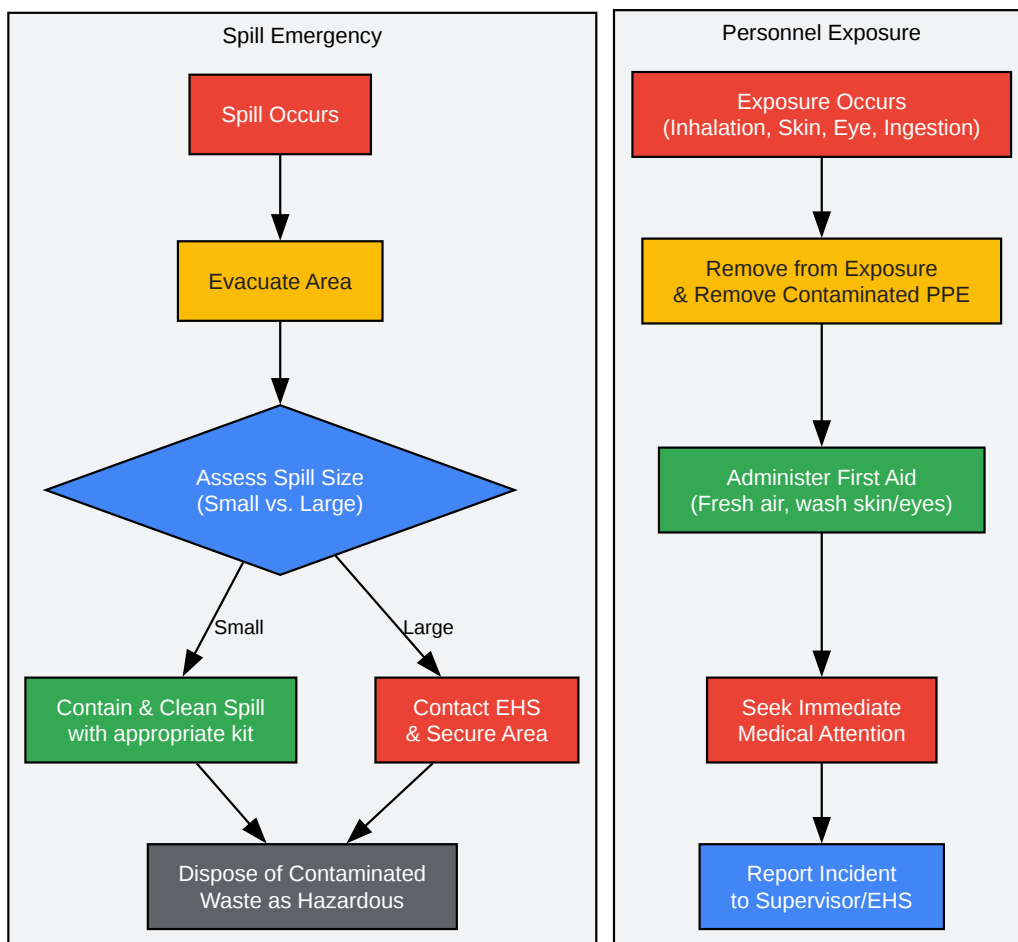 Spill Emergency
Spill Occurs
Evacuate Area
Assess Spill Size
(Small vs. Large)
Small
Large
Contain & Clean Spill
with appropriate kit
Contact EHS
& Secure Area
Dispose of Contaminated
Waste as Hazardous
Personnel Exposure
Exposure Occurs
(Inhalation, Skin, Eye, Ingestion)
Remove from Exposure
& Remove Contaminated PPE
Administer First Aid
(Fresh air, wash skin/eyes)
Seek Immediate
Medical Attention
Report Incident
to Supervisor/EHS